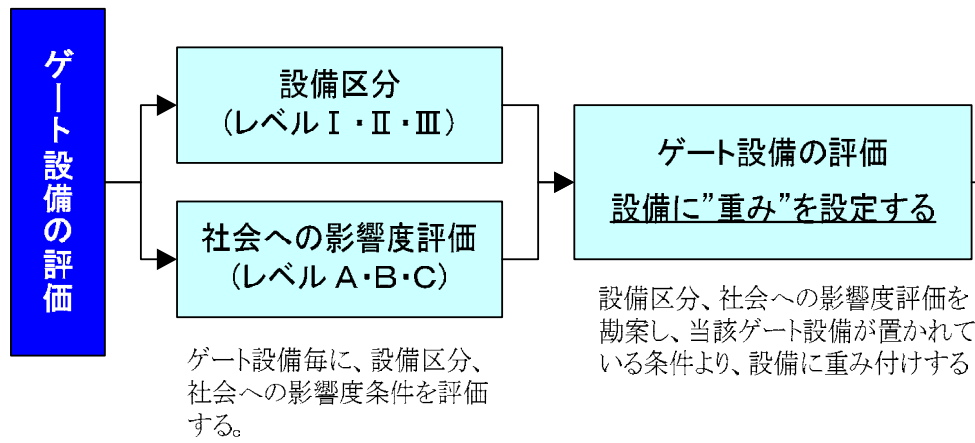 ゲート設備の評価
設備区分
(レベルⅠ・Ⅱ・Ⅲ)
社会への影響度評価
(レベル A・B・C)
ゲート設備毎に、設備区分、
社会への影響度条件を評価
する。
ゲート設備の評価
設備に”重み”を設定する
設備区分、社会への影響度評価を
勘案し、当該ゲート設備が置かれて
いる条件より、設備に重み付けする